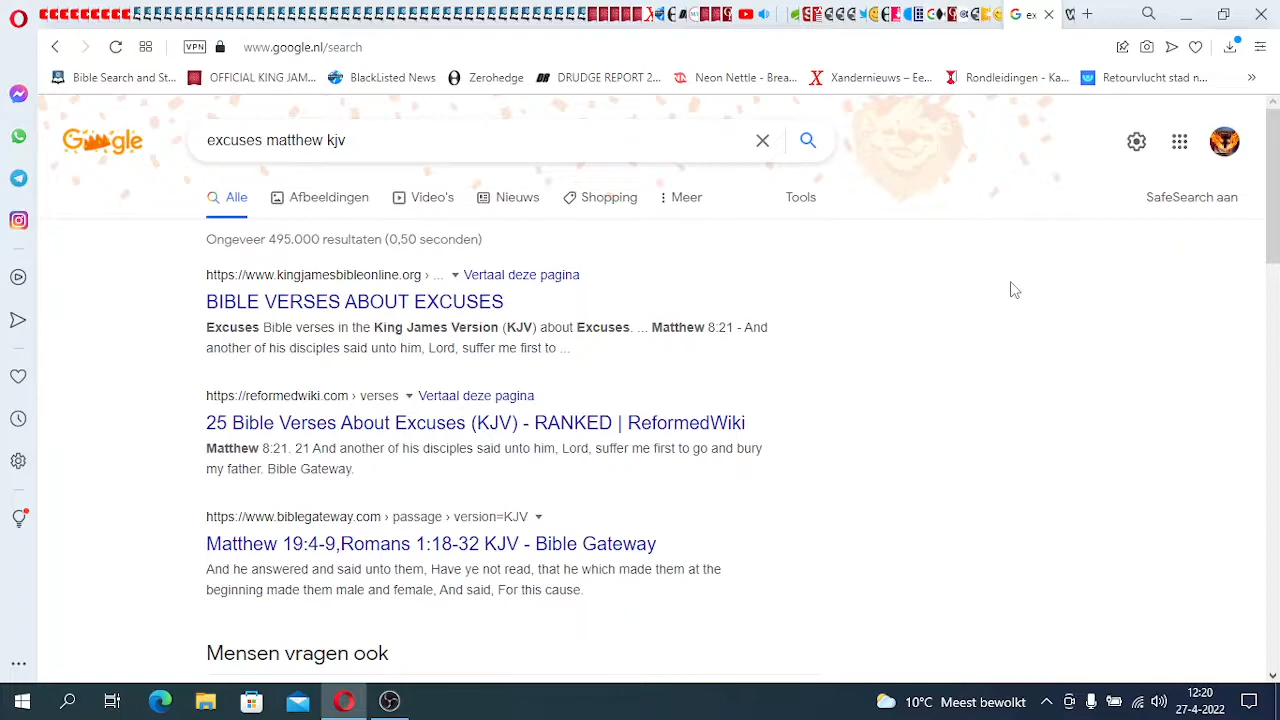 ex
VPN
www.google.nl/search
Bible Search and St...
OFFICIAL KING JAM...
BlackListed News
Zerohedge
DRUDGE REPORT 2...
Neon Nettle - Brea...
Xandernieuws – Ee...
Rondleidingen - Ka...
Retourvlucht stad n...
»
Google
excuses matthew kjv
Alle
Afbeeldingen
Video's
Nieuws
Shopping
Meer
Tools
SafeSearch aan
Ongeveer 495.000 resultaten (0,50 seconden)
https://www.kingjamesbibleonline.org › ... Vertaal deze pagina
BIBLE VERSES ABOUT EXCUSES
Excuses Bible verses in the King James Version (KJV) about Excuses. ... Matthew 8:21 - And
another of his disciples said unto him, Lord, suffer me first to ...
https://reformedwiki.com › verses Vertaal deze pagina
25 Bible Verses About Excuses (KJV) - RANKED | ReformedWiki
Matthew 8:21. 21 And another of his disciples said unto him, Lord, suffer me first to go and bury
my father. Bible Gateway.
https://www.biblegateway.com › passage › version=KJV
Matthew 19:4-9,Romans 1:18-32 KJV - Bible Gateway
And he answered and said unto them, Have ye not read, that he which made them at the
beginning made them male and female, And said, For this cause.
Mensen vragen ook
10°C Meest bewolkt
12:20
27-4-2022